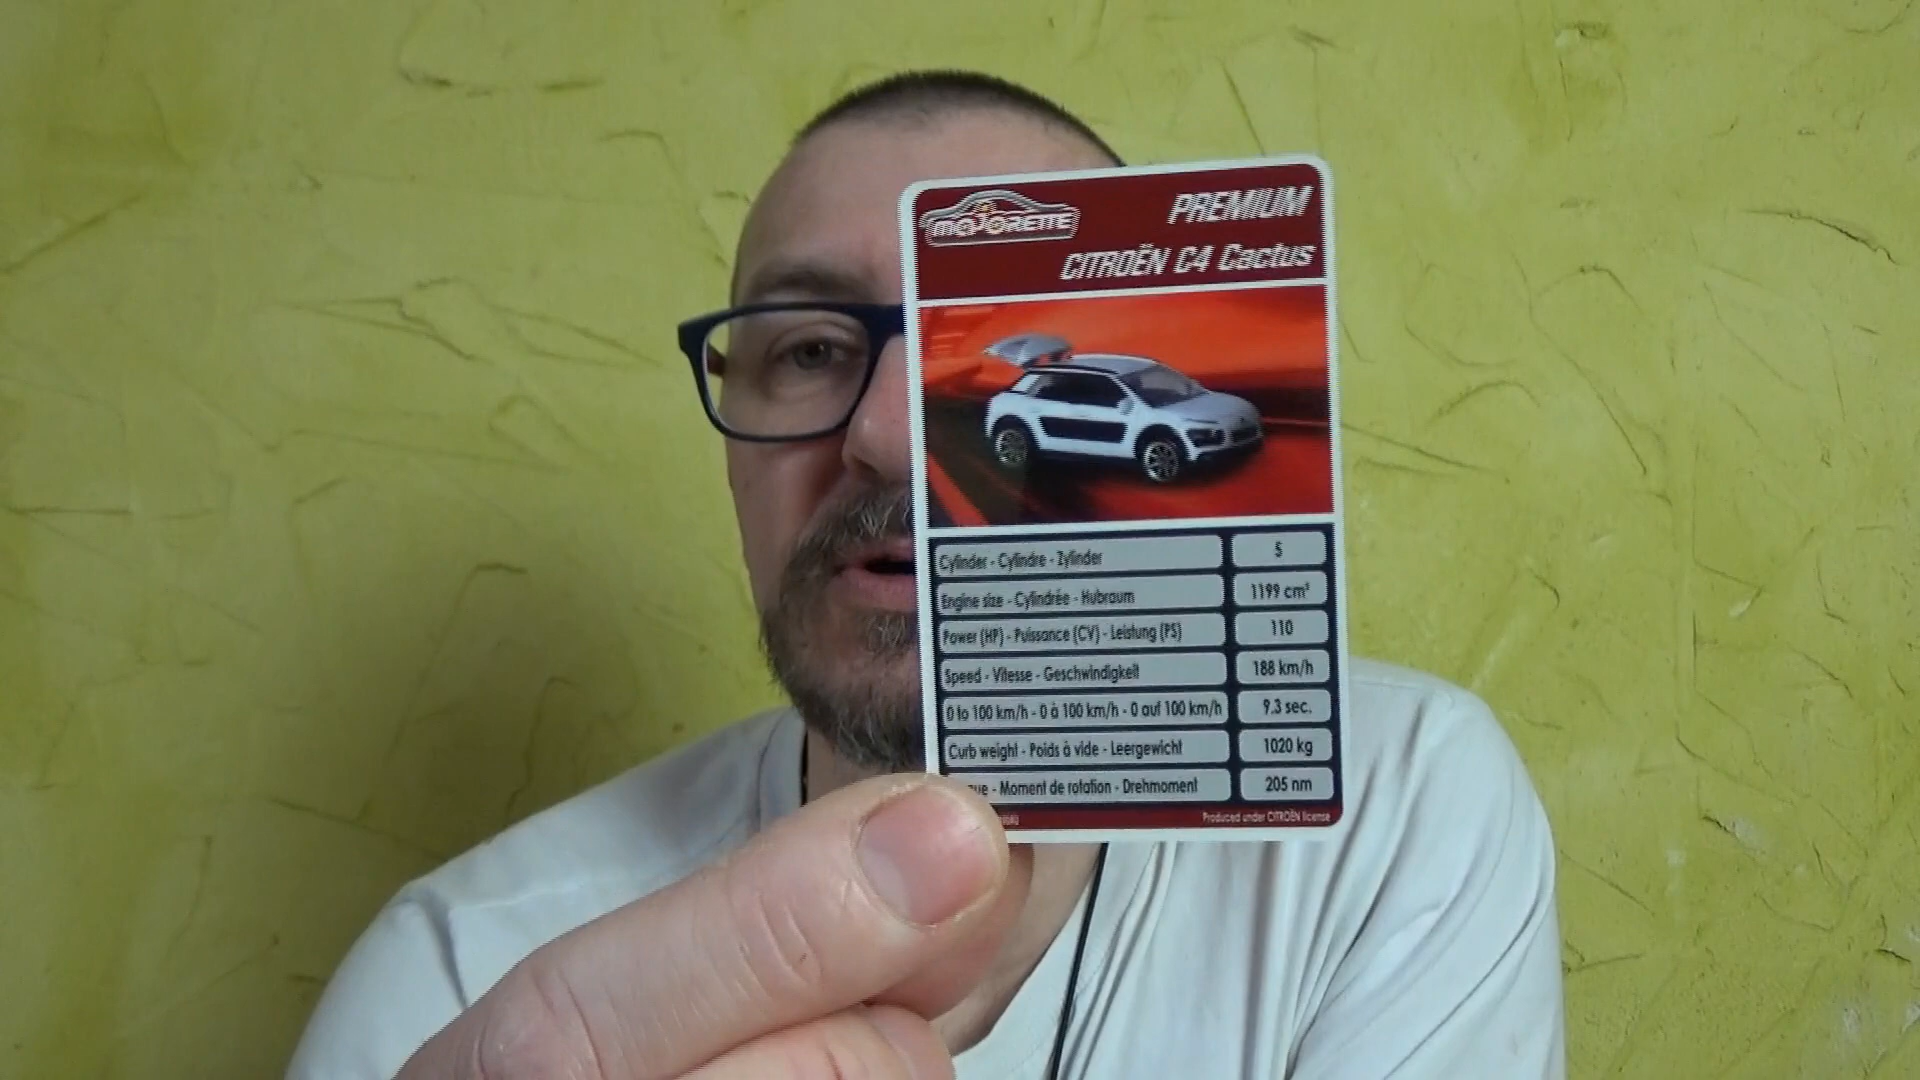 MAJORETTE
PREMIUM
CITROËN C4 Cactus
Cylinder - Cylindre - Zylinder 5
Engine size - Cylindrée - Hubraum 1199 cm³
Power (HP) - Puissance (CV) - Leistung (PS) 110
Speed - Vitesse - Geschwindigkeit 188 km/h
0 to 100 km/h - 0 à 100 km/h - 0 auf 100 km/h 9.3 sec.
Curb weight - Poids à vide - Leergewicht 1020 kg
- Moment de rotation - Drehmoment 205 nm
Produced under CITROËN license